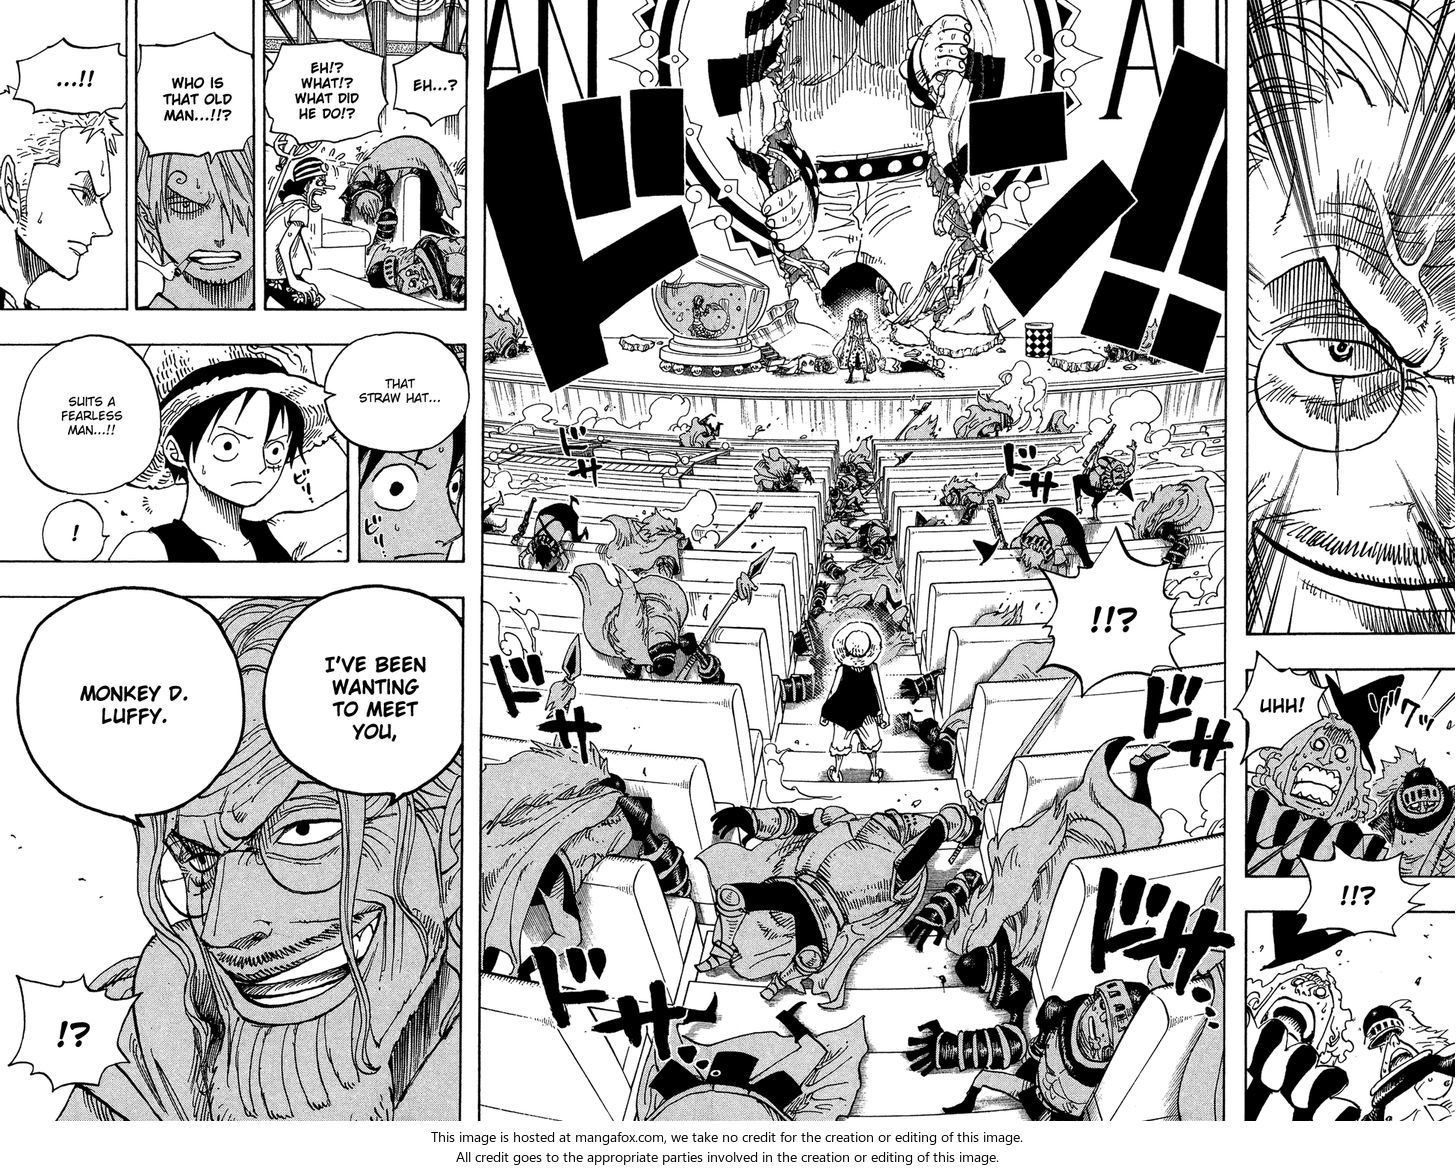 UHH!
!!?
ドン!!
AN
ドサ
ドサ
!!?
ドサ
ドサ
ドサ
ドサ
EH...?
EH!?
WHAT!?
WHAT DID
HE DO!?
WHO IS
THAT OLD
MAN...!!?
...!!
THAT
STRAW HAT...
SUITS A
FEARLESS
MAN...!!
!
I'VE BEEN
WANTING
TO MEET
YOU,
MONKEY D.
LUFFY.
!?
This image is hosted at mangafox.com, we take no credit for the creation or editing of this image.
All credit goes to the appropriate parties involved in the creation or editing of this image.